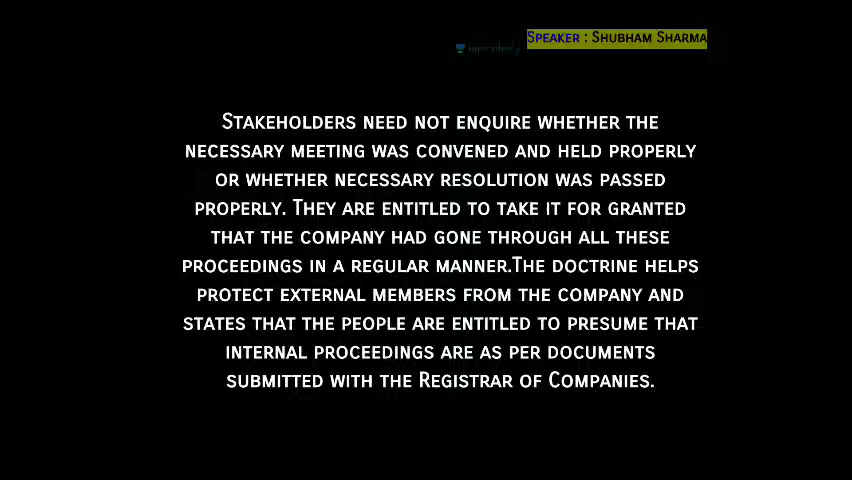 Speaker : Shubham Sharma
Stakeholders need not enquire whether the
necessary meeting was convened and held properly
or whether necessary resolution was passed
properly. They are entitled to take it for granted
that the company had gone through all these
proceedings in a regular manner.The doctrine helps
protect external members from the company and
states that the people are entitled to presume that
internal proceedings are as per documents
submitted with the Registrar of Companies.